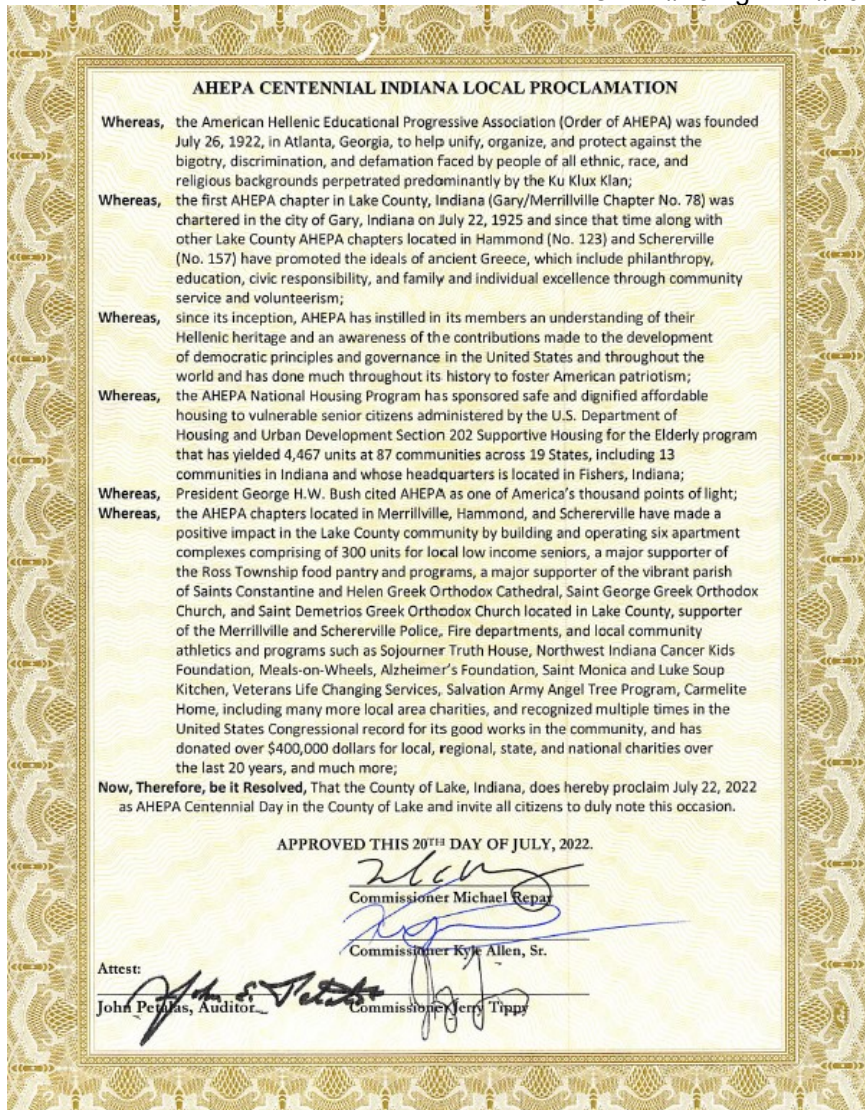 AHEPA CENTENNIAL INDIANA LOCAL PROCLAMATION
Whereas, the American Hellenic Educational Progressive Association (Order of AHEPA) was founded
July 26, 1922, in Atlanta, Georgia, to help unify, organize, and protect against the
bigotry, discrimination, and defamation faced by people of all ethnic, race, and
religious backgrounds perpetrated predominantly by the Ku Klux Klan;
Whereas, the first AHEPA chapter in Lake County, Indiana (Gary/Merrillville Chapter No. 78) was
chartered in the city of Gary, Indiana on July 22, 1925 and since that time along with
other Lake County AHEPA chapters located in Hammond (No. 123) and Schererville
(No. 157) have promoted the ideals of ancient Greece, which include philanthropy,
education, civic responsibility, and family and individual excellence through community
service and volunteerism;
Whereas, since its inception, AHEPA has instilled in its members an understanding of their
Hellenic heritage and an awareness of the contributions made to the development
of democratic principles and governance in the United States and throughout the
world and has done much throughout its history to foster American patriotism;
Whereas, the AHEPA National Housing Program has sponsored safe and dignified affordable
housing to vulnerable senior citizens administered by the U.S. Department of
Housing and Urban Development Section 202 Supportive Housing for the Elderly program
that has yielded 4,467 units at 87 communities across 19 States, including 13
communities in Indiana and whose headquarters is located in Fishers, Indiana;
Whereas, President George H.W. Bush cited AHEPA as one of America's thousand points of light;
Whereas, the AHEPA chapters located in Merrillville, Hammond, and Schererville have made a
positive impact in the Lake County community by building and operating six apartment
complexes comprising of 300 units for local low income seniors, a major supporter of
the Ross Township food pantry and programs, a major supporter of the vibrant parish
of Saints Constantine and Helen Greek Orthodox Cathedral, Saint George Greek Orthodox
Church, and Saint Demetrios Greek Orthodox Church located in Lake County, supporter
of the Merrillville and Schererville Police, Fire departments, and local community
athletics and programs such as Sojourner Truth House, Northwest Indiana Cancer Kids
Foundation, Meals-on-Wheels, Alzheimer's Foundation, Saint Monica and Luke Soup
Kitchen, Veterans Life Changing Services, Salvation Army Angel Tree Program, Carmelite
Home, including many more local area charities, and recognized multiple times in the
United States Congressional record for its good works in the community, and has
donated over $400,000 dollars for local, regional, state, and national charities over
the last 20 years, and much more;
Now, Therefore, be it Resolved, That the County of Lake, Indiana, does hereby proclaim July 22, 2022
as AHEPA Centennial Day in the County of Lake and invite all citizens to duly note this occasion.
APPROVED THIS 20TH DAY OF JULY, 2022.
Commissioner Michael Repay
Commissioner Kyle Allen, Sr.
Attest:
John S. Petalas
John Petalas, Auditor
Commissioner Jerry Tippy